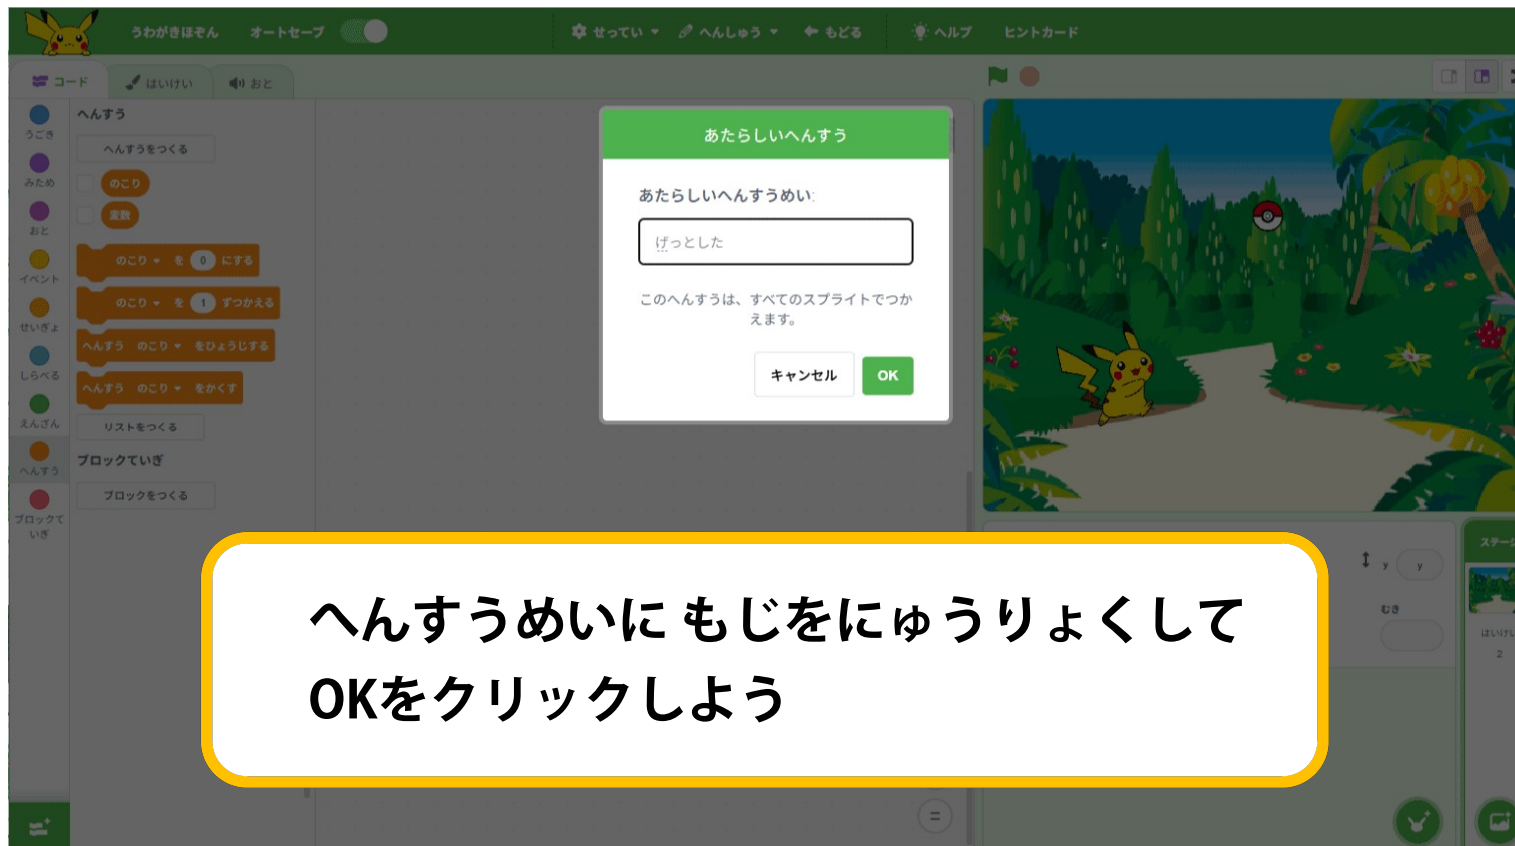 うわがきほぞん オートセーブ せってい へんしゅう もどる ヘルプ ヒントカード
コード はいけい おと
うごき
みため
おと
イベント
せいぎょ
しらべる
えんざん
へんすう
ブロックて
いぎ
へんすう
へんすうをつくる
のこり
変数
のこり を 0 にする
のこり を 1 ずつかえる
へんすう のこり をひょうじする
へんすう のこり をかくす
リストをつくる
ブロックていぎ
ブロックをつくる
あたらしいへんすう
あたらしいへんすうめい:
げっとした
このへんすうは、すべてのスプライトでつか
えます。
キャンセル OK
y y
むき
ステージ
はいけい
2
へんすうめいに もじをにゅうりょくして
OKをクリックしよう